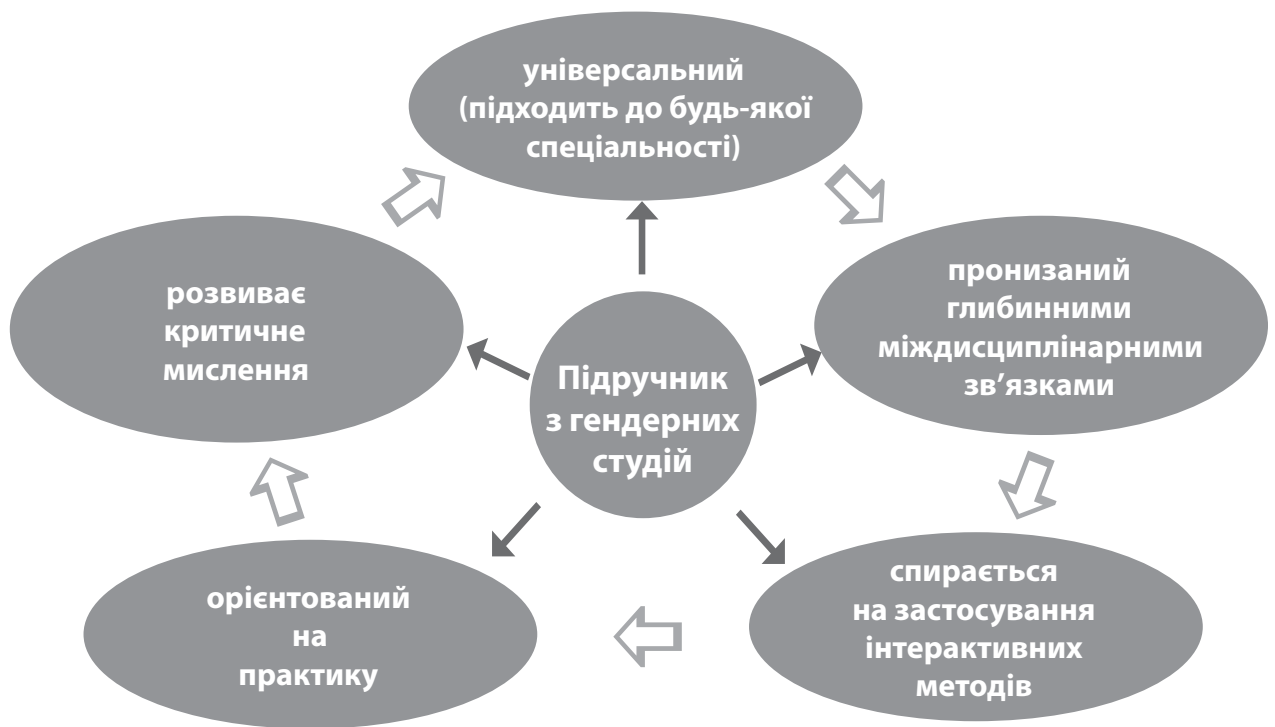 універсальний
(підходить до будь-якої
спеціальності)
розвиває
критичне
мислення
пронизаний
глибинними
міждисциплінарними
зв’язками
Підручник
з гендерних
студій
орієнтований
на
практику
спирається
на застосування
інтерактивних
методів